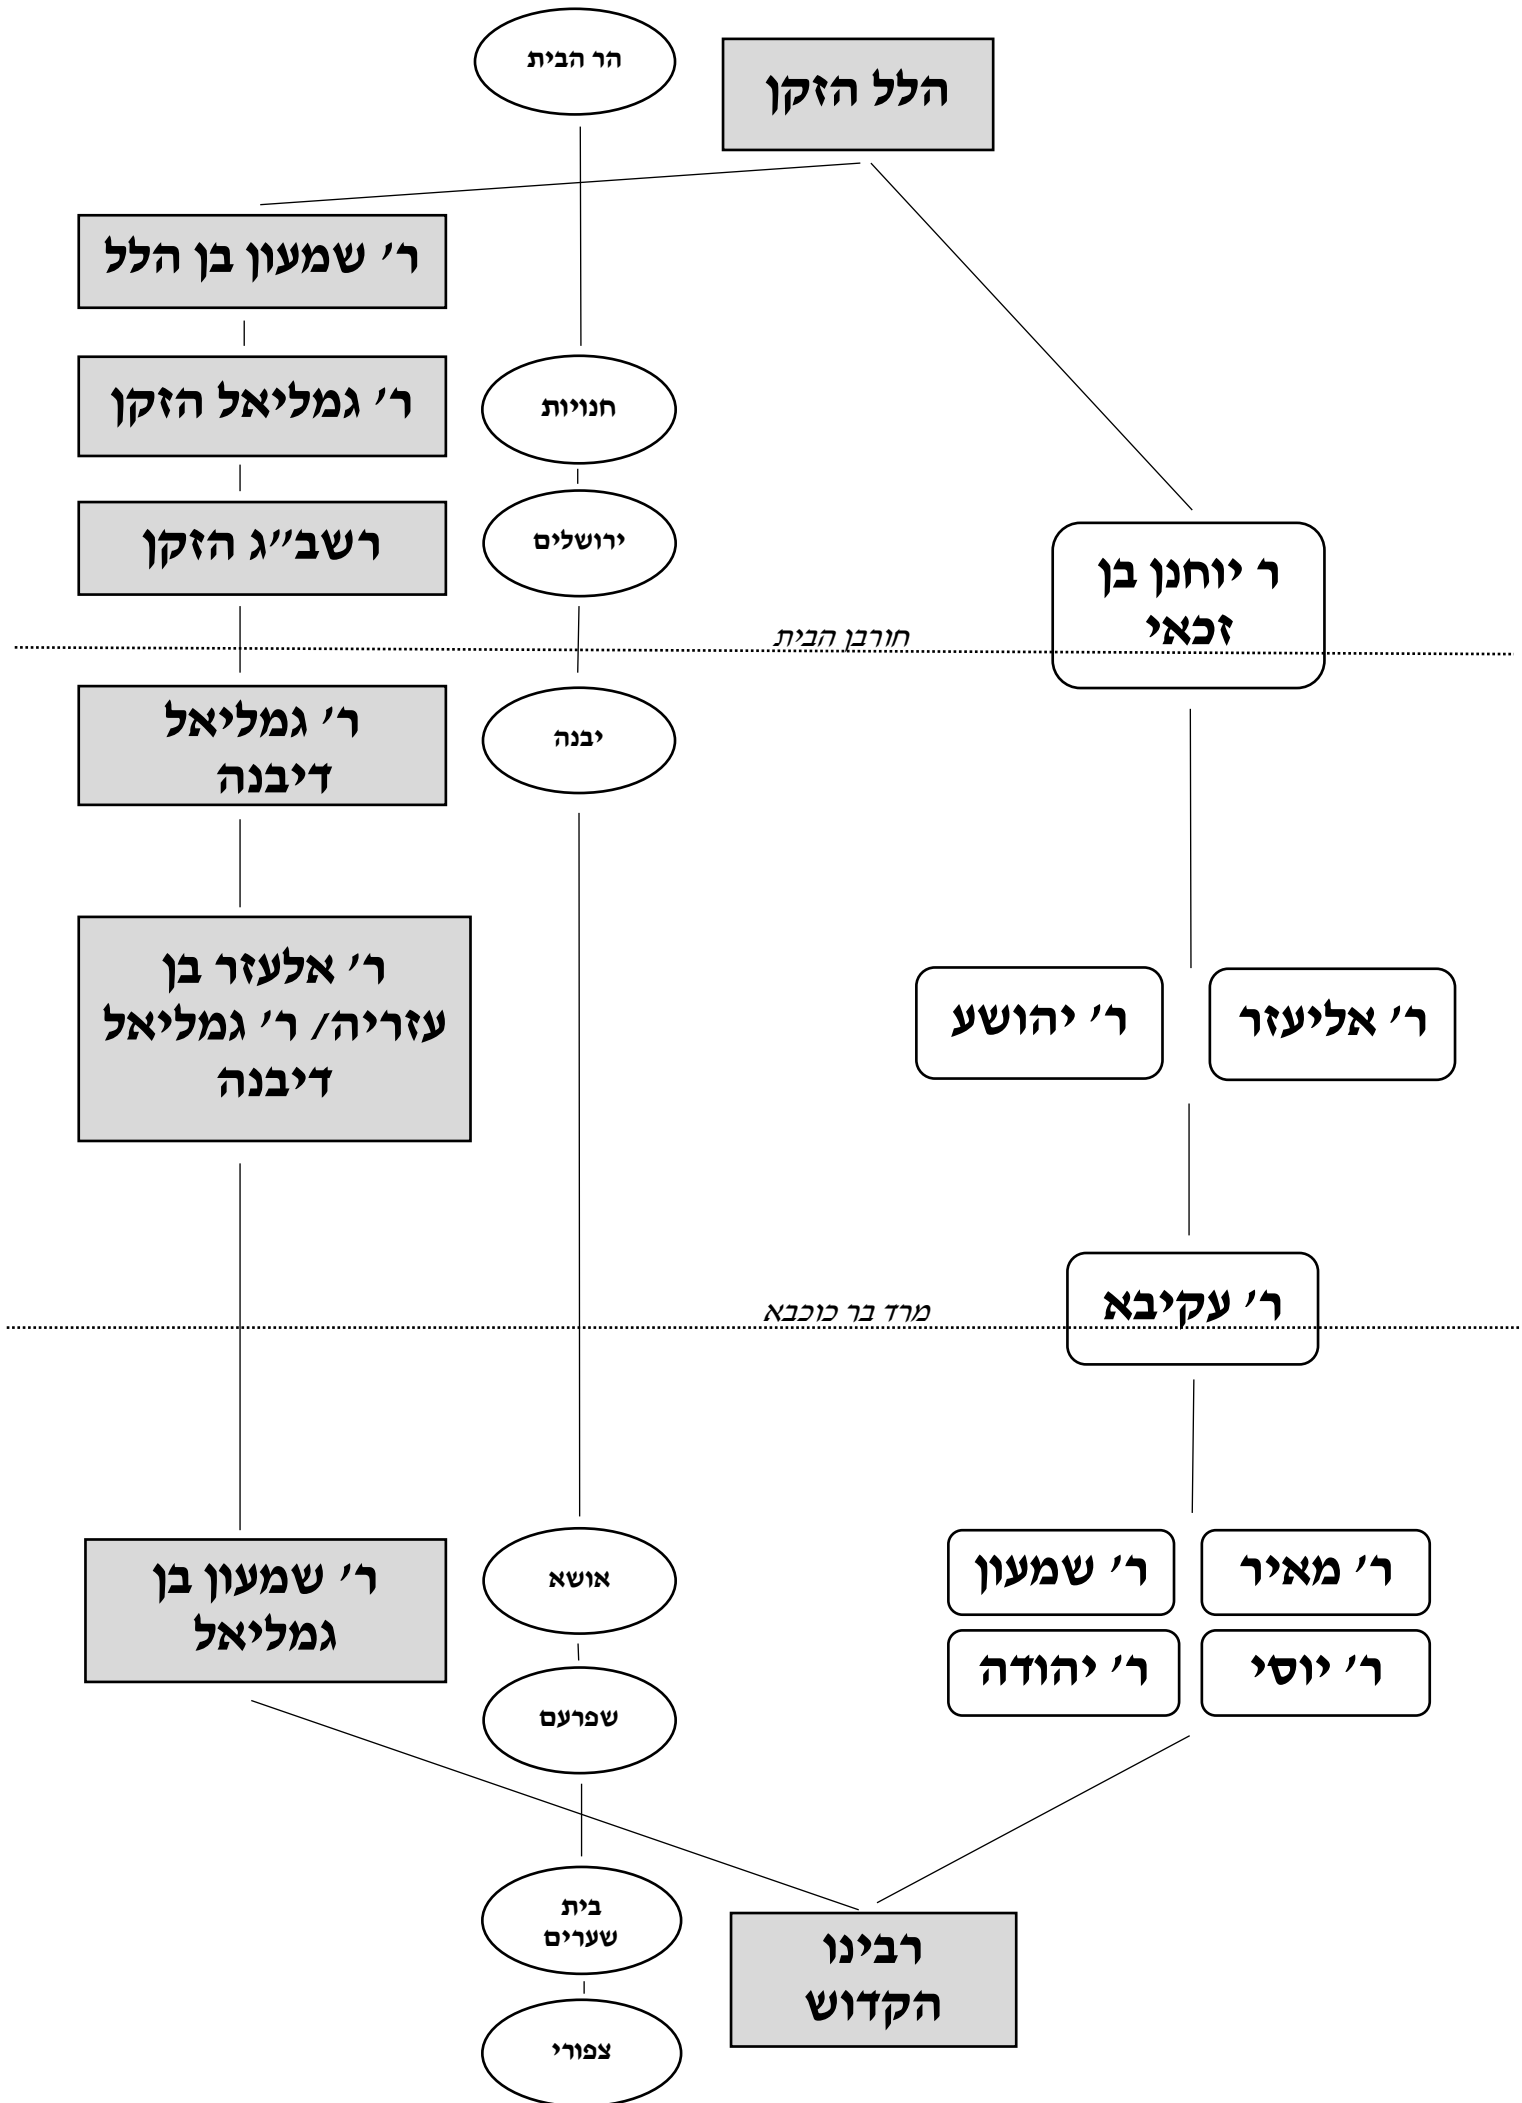 הר הבית
הלל הזקן
ר׳ שמעון בן הלל
ר׳ גמליאל הזקן
חנויות
רשב״ג הזקן
ירושלים
ר יוחנן בן
זכאי
חורבן הבית
ר׳ גמליאל
דיבנה
יבנה
ר׳ אלעזר בן
עזריה/ ר׳ גמליאל
דיבנה
ר׳ אליעזר
ר׳ יהושע
ר׳ עקיבא
מרד בר כוכבא
ר׳ מאיר
ר׳ שמעון
ר׳ יוסי
ר׳ יהודה
אושא
ר׳ שמעון בן
גמליאל
שפרעם
בית
שערים
רבינו
הקדוש
צפורי